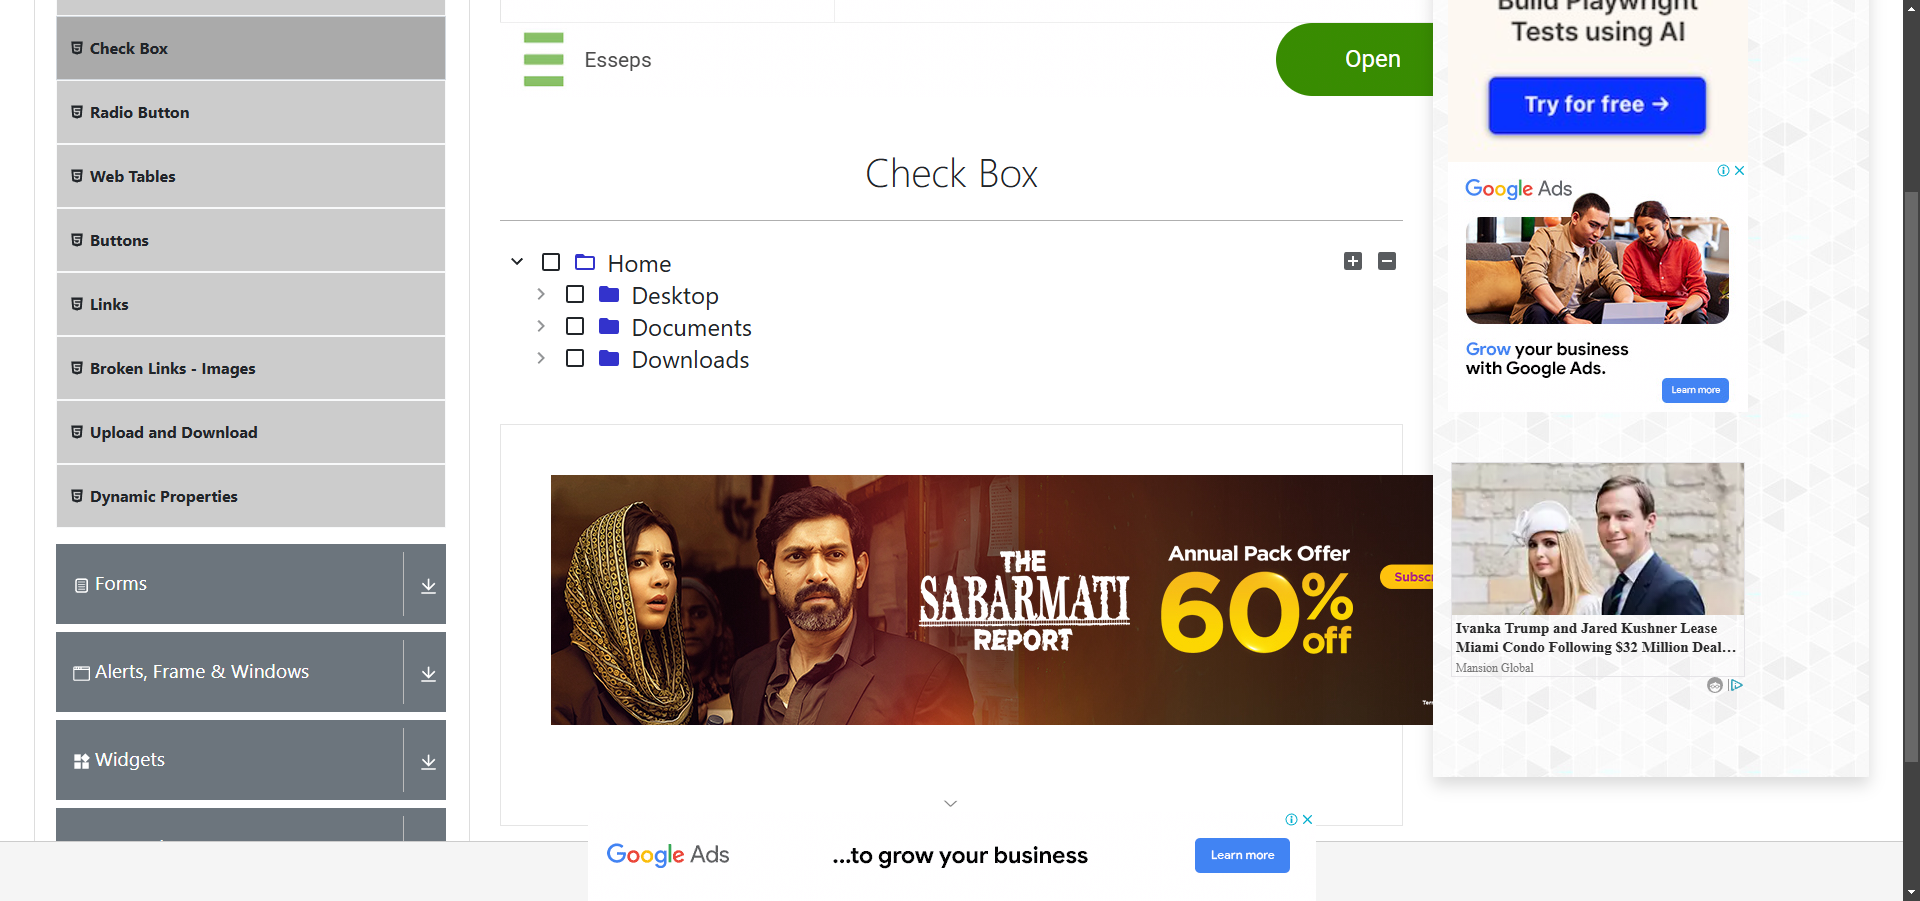 Check Box
Radio Button
Web Tables
Buttons
Links
Broken Links - Images
Upload and Download
Dynamic Properties
Forms
Alerts, Frame & Windows
Widgets
Esseps
Open
Check Box
Home
Desktop
Documents
Downloads
THE
SABARMATI
REPORT
Annual Pack Offer
60%
off
Build Playwright
Tests using AI
Try for free →
Google Ads
Grow your business
with Google Ads.
Learn more
Ivanka Trump and Jared Kushner Lease
Miami Condo Following $32 Million Deal...
Mansion Global
Google Ads
...to grow your business
Learn more